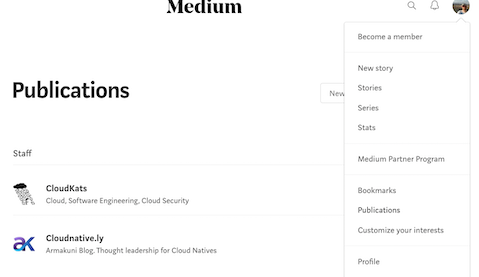 Medium
Become a member
New story
Stories
Series
Stats
Medium Partner Program
Bookmarks
Publications
Customize your interests
Profile
Publications
New
Staff
CloudKats
Cloud, Software Engineering, Cloud Security
Cloudnative.ly
Armakuni Blog, Thought leadership for Cloud Natives